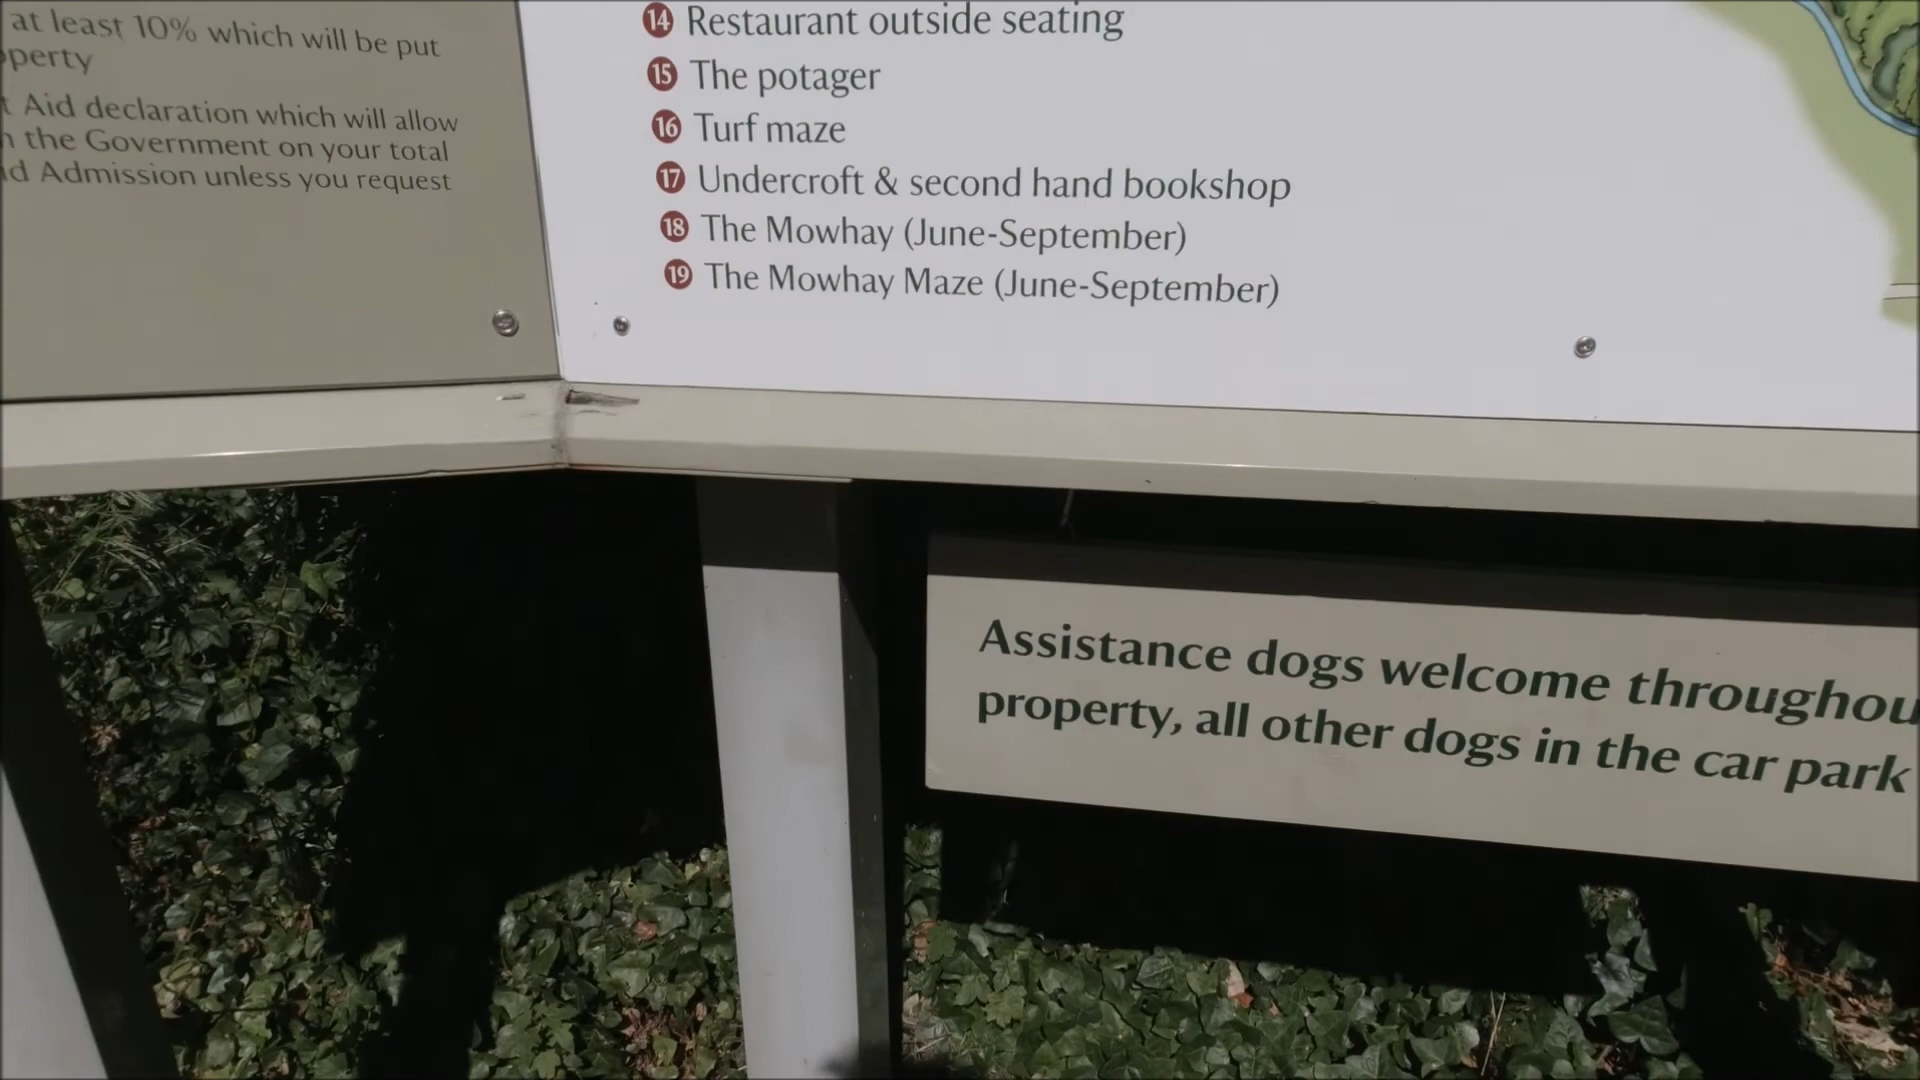 at least 10% which will be put
Aid declaration which will allow
the Government on your total
Admission unless you request
14 Restaurant outside seating
15 The potager
16 Turf maze
17 Undercroft & second hand bookshop
18 The Mowhay (June-September)
19 The Mowhay Maze (June-September)
Assistance dogs welcome
property, all other dogs in the car park